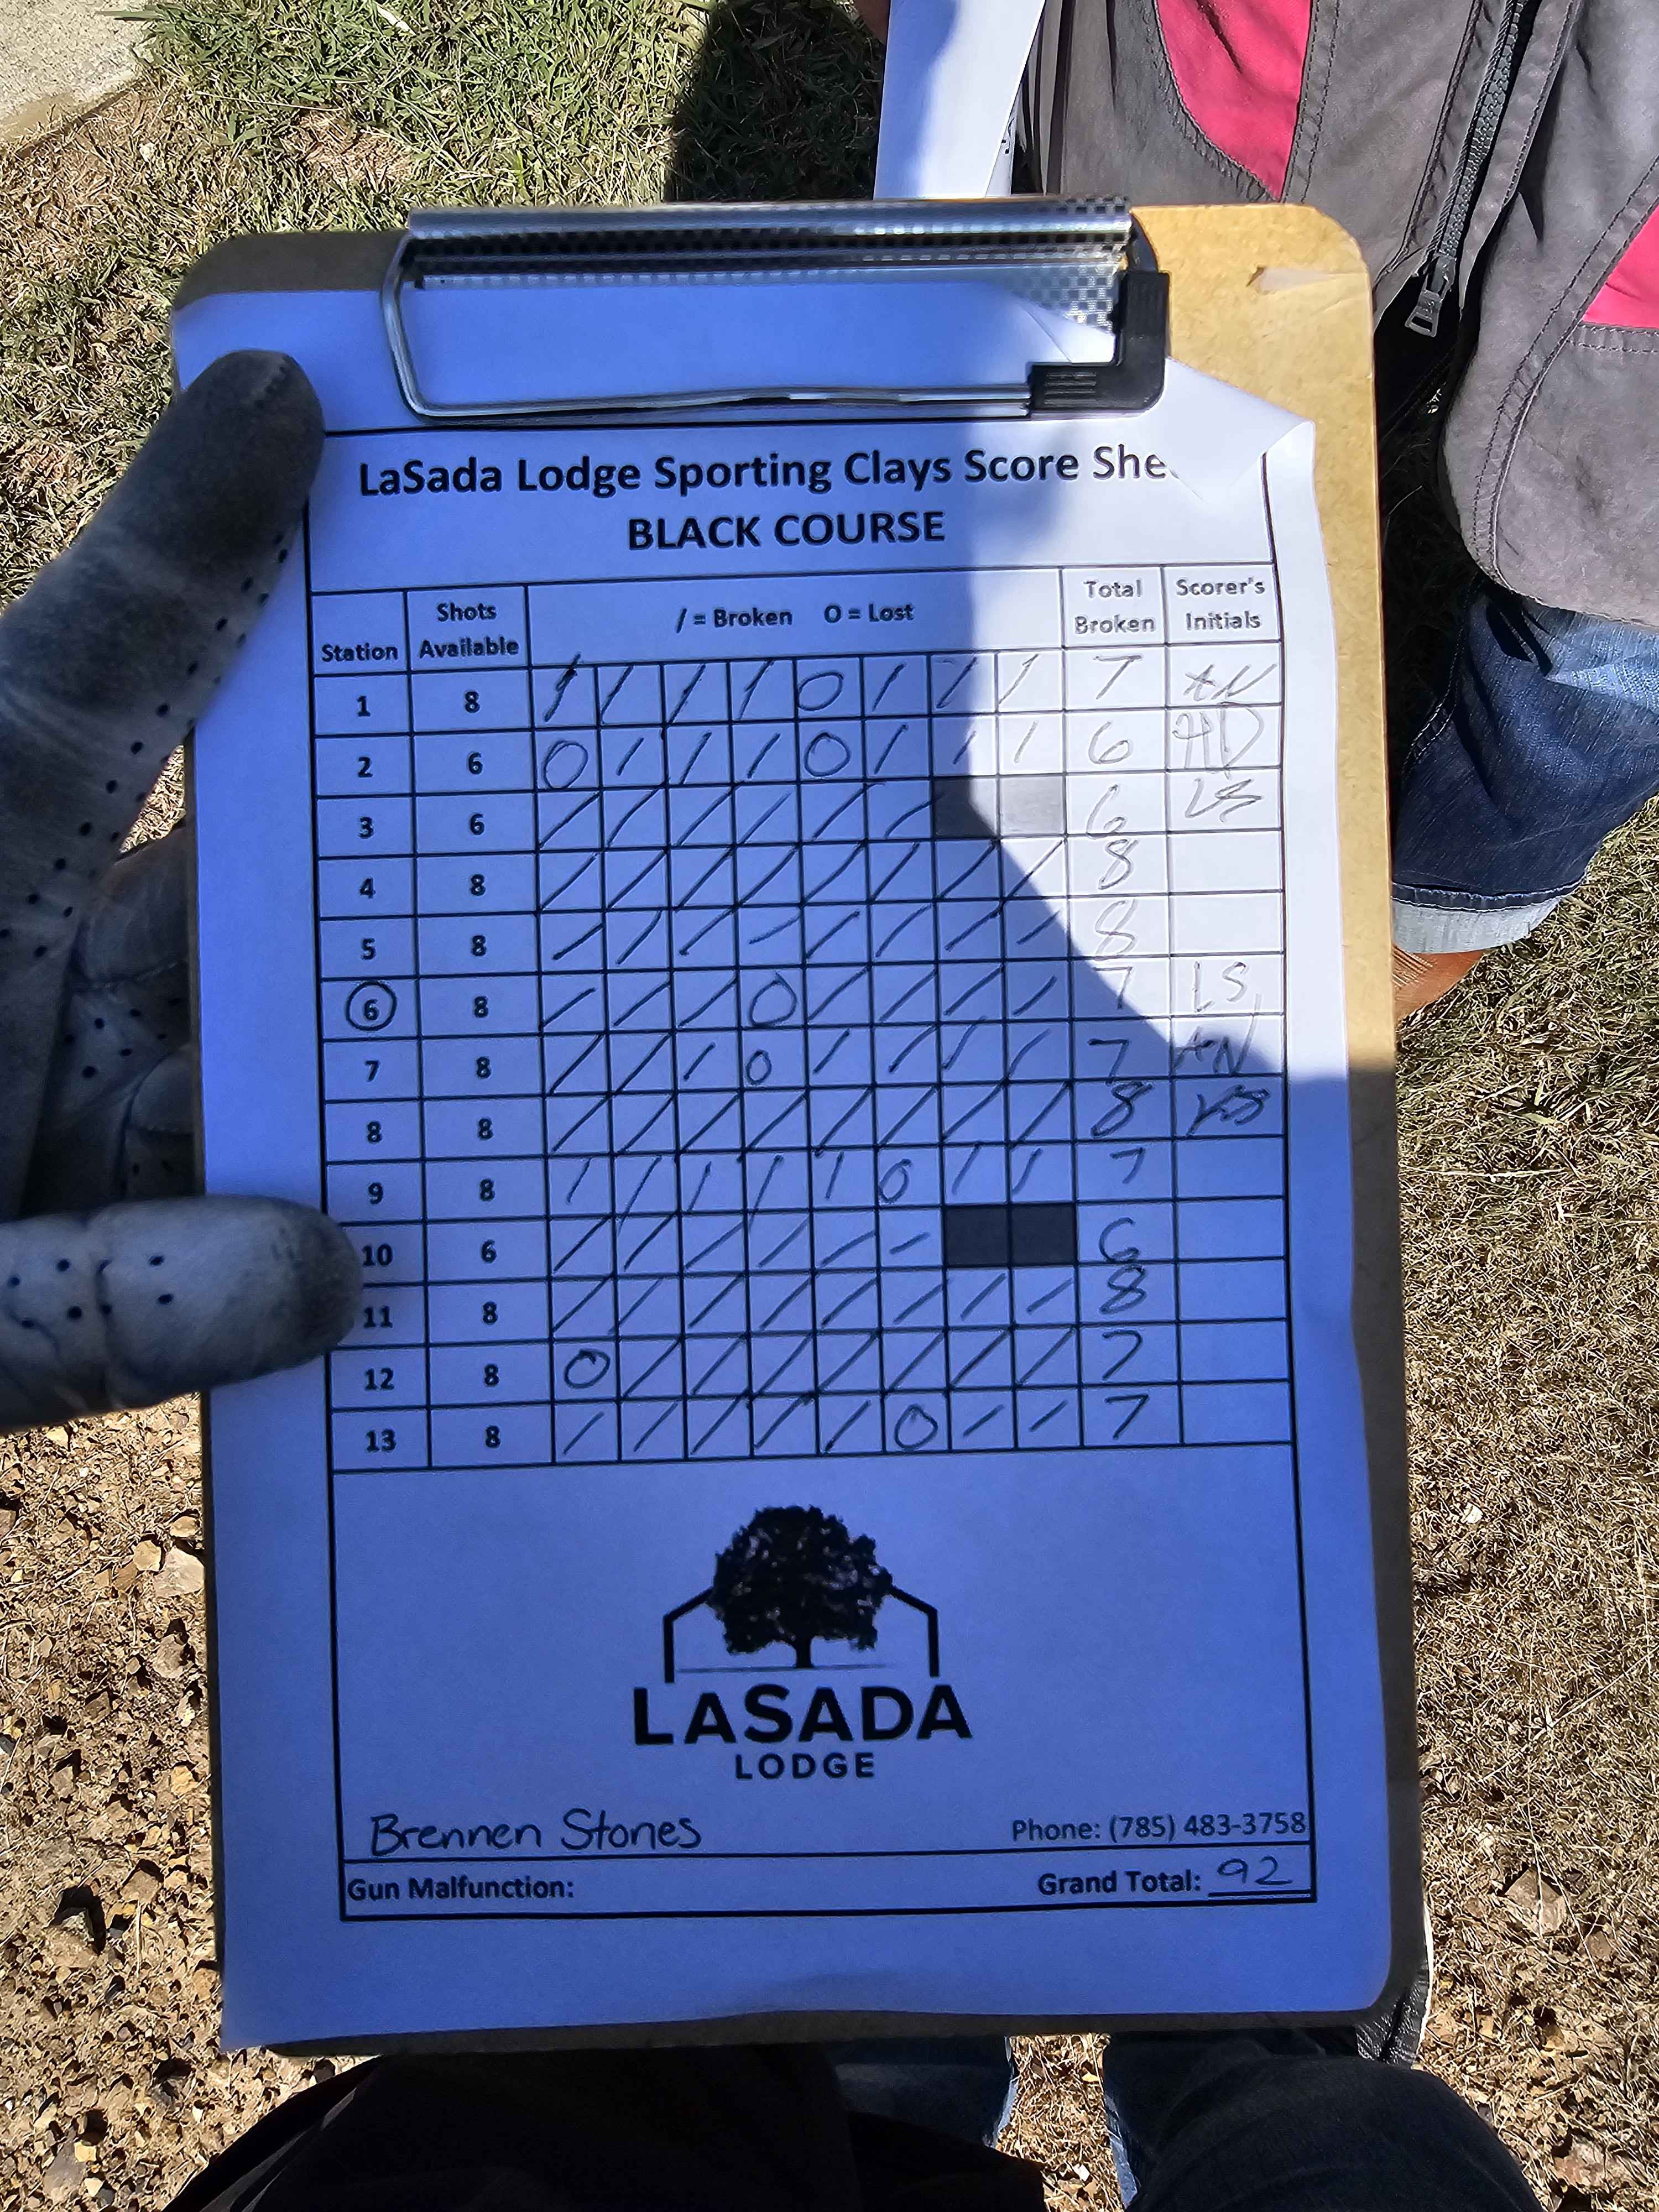 LaSada Lodge Sporting Clays Score She
BLACK COURSE
Station Shots Available / = Broken O = Lost Total Broken Scorer's Initials
1 8 / / / / O / / / 7 AN
2 6 O / / / O / / / 6 AD
3 6 / / / / / / 6 LS
4 8 / / / / / / / / 8
5 8 / / / / / / / / 8
6 8 / / / O / / / / 7 LS
7 8 / / / O / / / / 7 AN
8 8 / / / / / / / / 8
9 8 / / / / / O / / 7
10 6 / / / / / / 6
11 8 / / / / / / / / 8
12 8 O / / / / / / / 7
13 8 / / / / / O / / 7
LASADA
LODGE
Brennen Stones Phone: (785) 483-3758
Gun Malfunction: Grand Total: 92